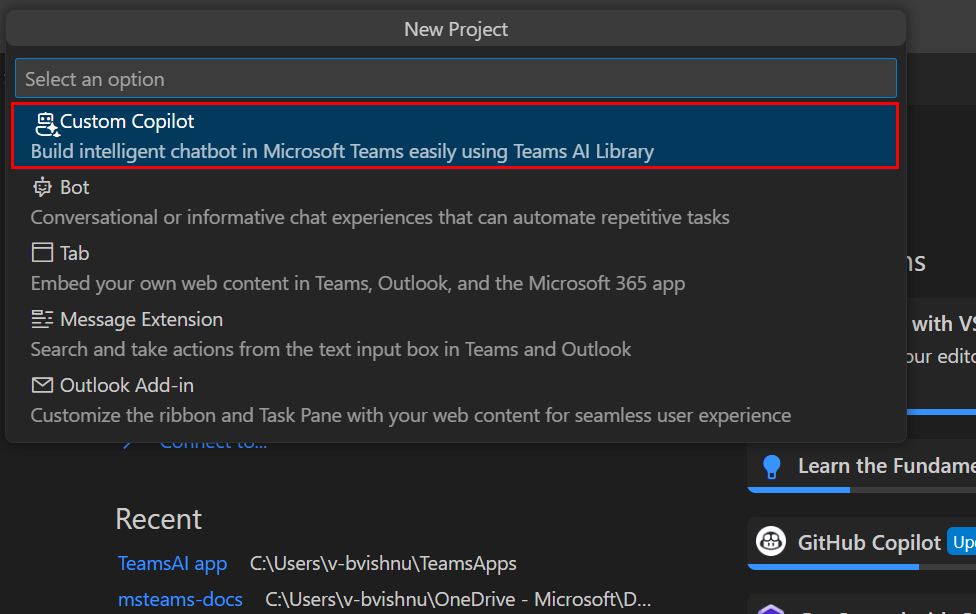 New Project
Select an option
Custom Copilot
Build intelligent chatbot in Microsoft Teams easily using Teams AI Library
Bot
Conversational or informative chat experiences that can automate repetitive tasks
Tab
Embed your own web content in Teams, Outlook, and the Microsoft 365 app
Message Extension
Search and take actions from the text input box in Teams and Outlook
Outlook Add-in
Customize the ribbon and Task Pane with your web content for seamless user experience
Connect to...
Recent
TeamsAI app C:\Users\v-bvishnu\TeamsApps
msteams-docs C:\Users\v-bvishnu\OneDrive - Microsoft\D...
ns
with VS
our edito
Learn the Fundame
GitHub Copilot Upd